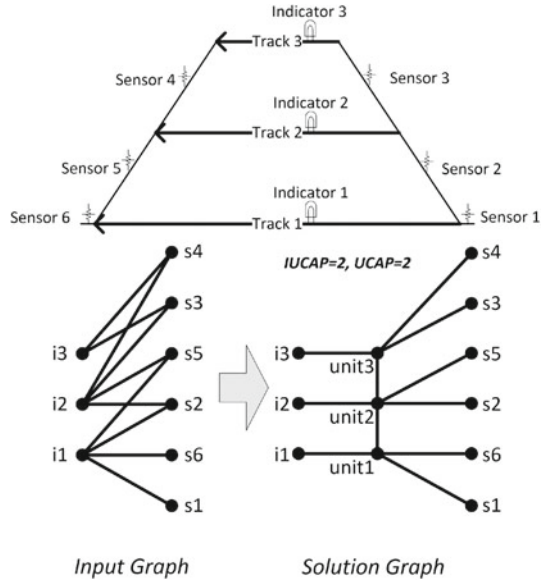 Indicator 3
Track 3
Sensor 4
Sensor 3
Indicator 2
Track 2
Sensor 5
Sensor 2
Indicator 1
Sensor 6
Track 1
Sensor 1
IUCAP=2, UCAP=2
s4
s3
i3
s5
i2
s2
i1
s6
s1
s4
s3
i3
unit3
s5
i2
unit2
s2
i1
unit1
s6
s1
Input Graph
Solution Graph